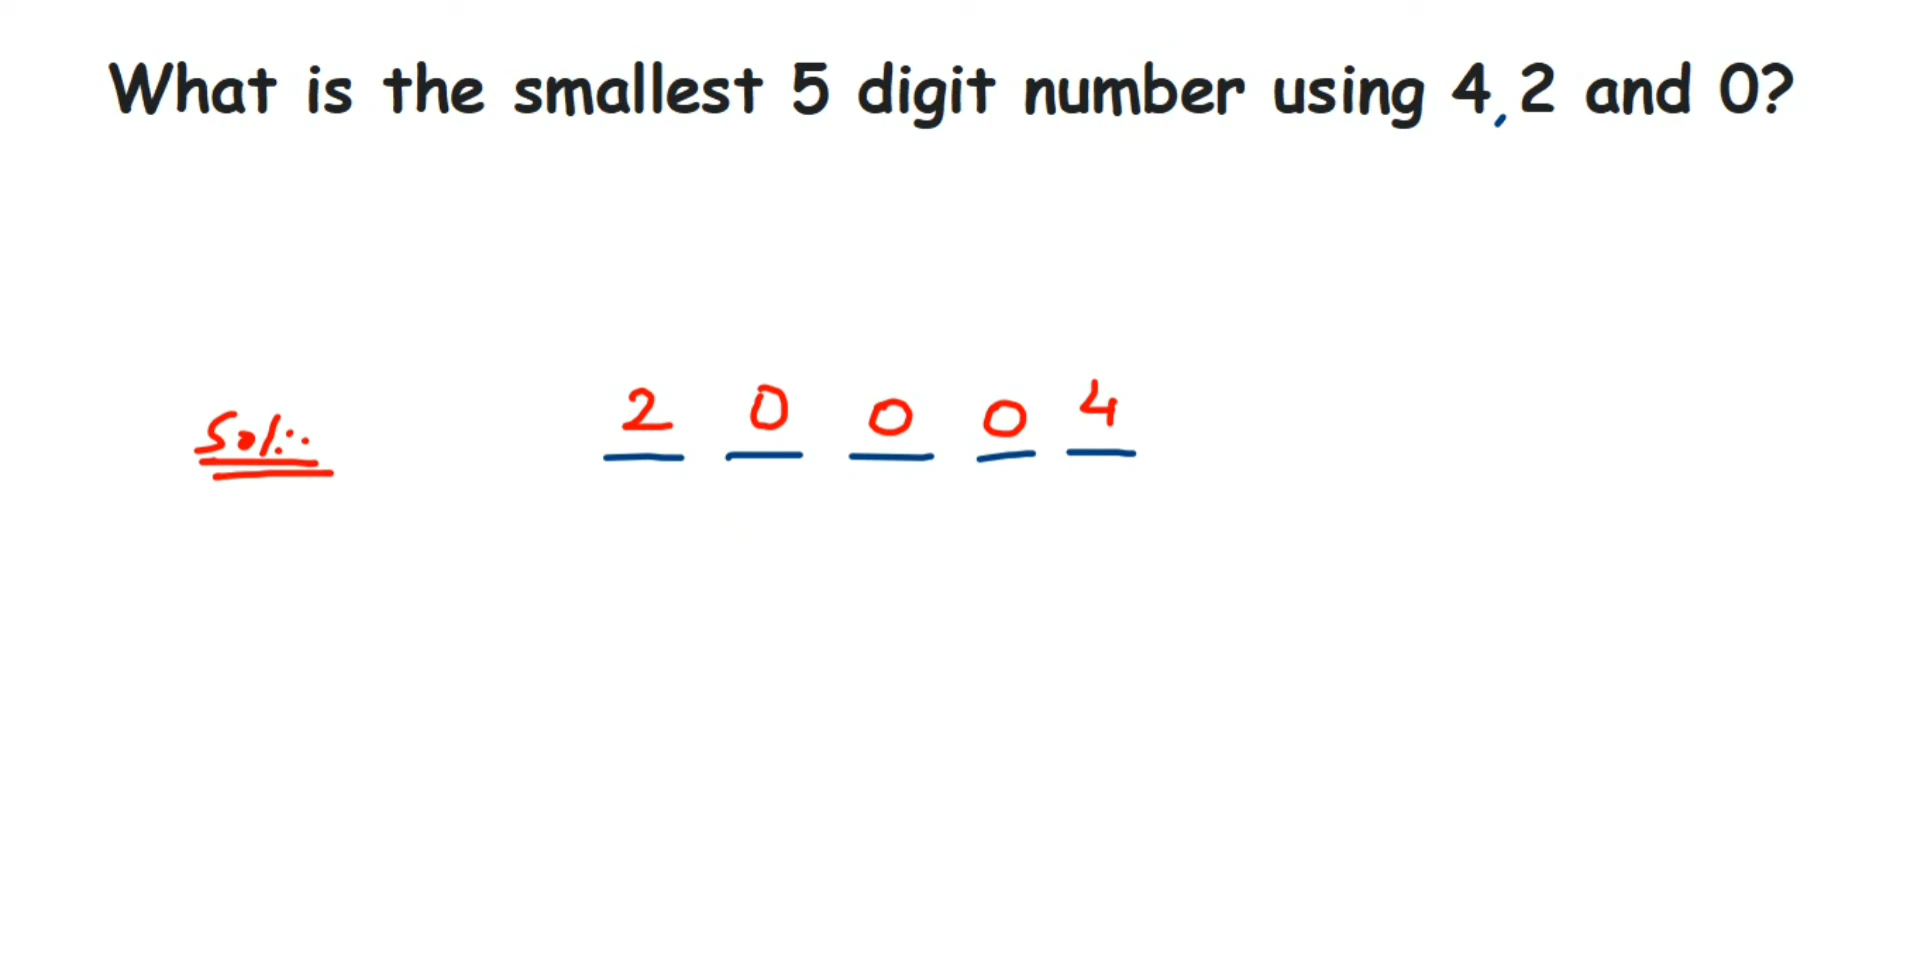 What is the smallest 5 digit number using 4,2 and 0?
2 0 0 0 4
Sol:.